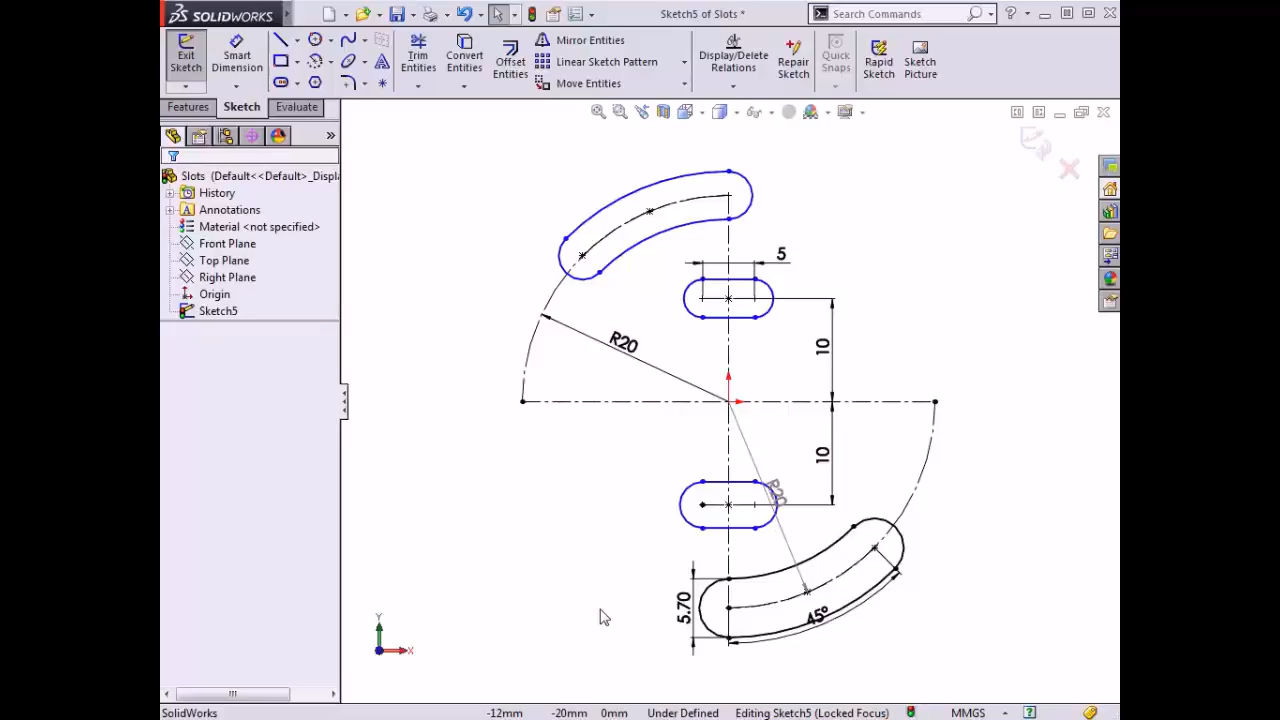 SOLIDWORKS
Sketch5 of Slots *
Search Commands
Exit Sketch
Smart Dimension
Trim Entities
Convert Entities
Offset Entities
Mirror Entities
Linear Sketch Pattern
Move Entities
Display/Delete Relations
Repair Sketch
Quick Snaps
Rapid Sketch
Sketch Picture
Features
Sketch
Evaluate
Slots (Default<<Default>_Displa
History
Annotations
Material <not specified>
Front Plane
Top Plane
Right Plane
Origin
Sketch5
5
10
R20
10
R20
5.70
45°
Y
X
SolidWorks
-12mm
-20mm
0mm
Under Defined
Editing Sketch5 (Locked Focus)
MMGS